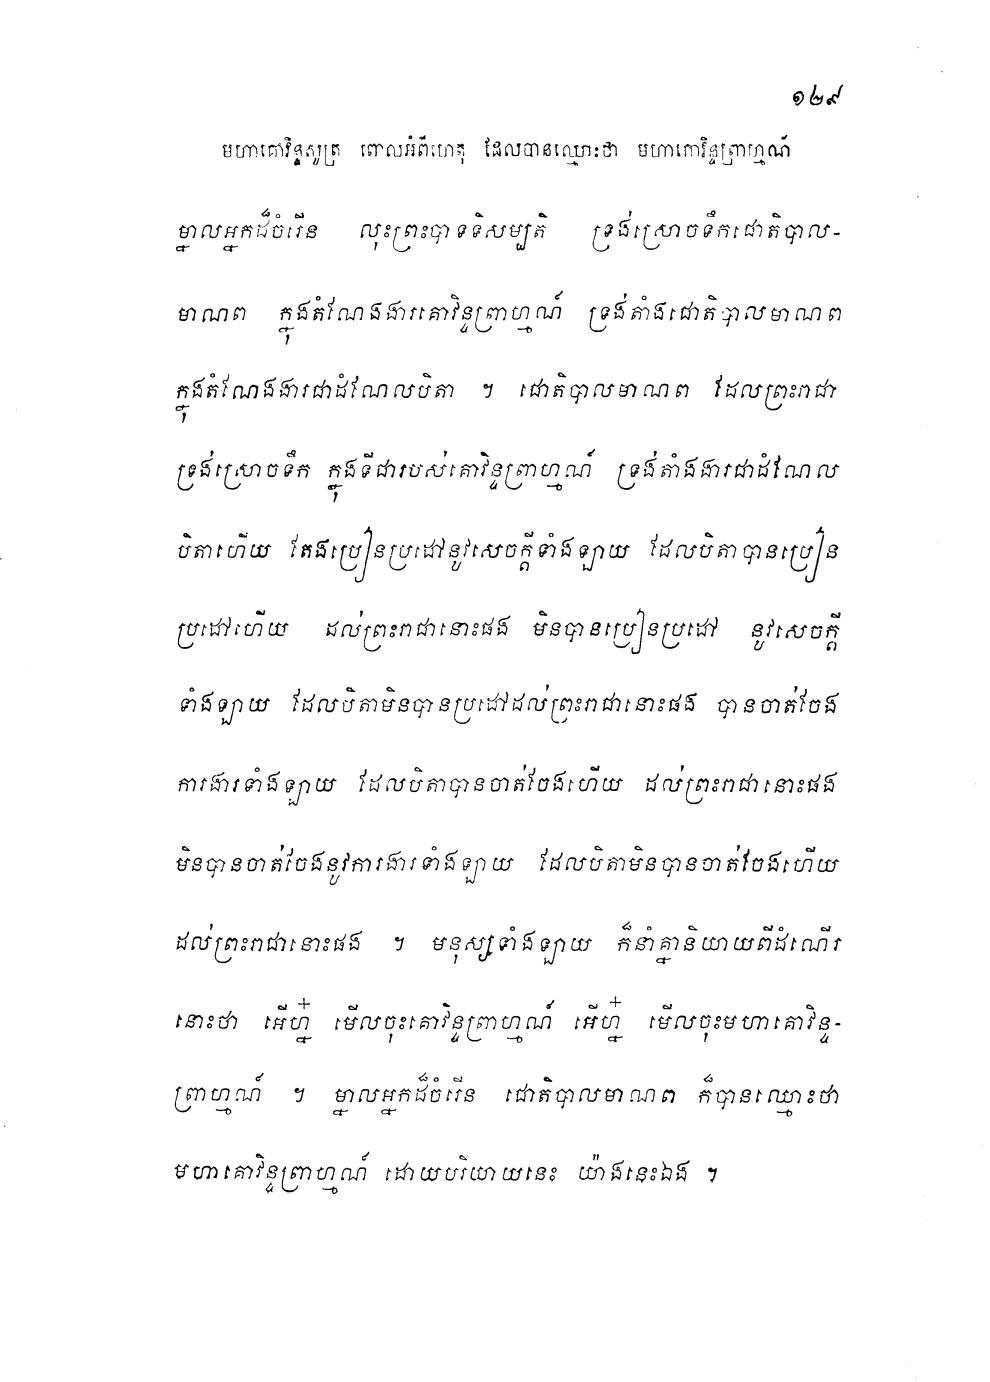 ១២៩
មហាគោវិន្ទសូត្រ ពោលអំពីហេតុ ដែលបានឈ្មោះថា មហាគោវិន្ទព្រាហ្មណ៍
ម្នាលអ្នកដ៏ចំរើន លុះព្រះបាទទិសម្បតិ ទ្រង់ស្រោចទឹកជោតិបាល-
មាណព ក្នុងតំណែងងារគោវិន្ទព្រាហ្មណ៍ ទ្រង់តាំងជោតិបាលមាណព
ក្នុងតំណែងងារជាដំណែលបិតា ។ ជោតិបាលមាណព ដែលព្រះរាជា
ទ្រង់ស្រោចទឹក ក្នុងទីជារបស់គោវិន្ទព្រាហ្មណ៍ ទ្រង់តាំងងារជាដំណែល
បិតាហើយ តែងប្រៀនប្រដៅនូវសេចក្តីទាំងឡាយ ដែលបិតាបានប្រៀន
ប្រដៅហើយ ដល់ព្រះរាជានោះផង មិនបានប្រៀនប្រដៅ នូវសេចក្តី
ទាំងឡាយ ដែលបិតាមិនបានប្រដៅដល់ព្រះរាជានោះផង បានចាត់ចែង
ការងារទាំងឡាយ ដែលបិតាបានចាត់ចែងហើយ ដល់ព្រះរាជានោះផង
មិនបានចាត់ចែងនូវការងារទាំងឡាយ ដែលបិតាមិនបានចាត់ចែងហើយ
ដល់ព្រះរាជានោះផង ។ មនុស្សទាំងឡាយ ក៏នាំគ្នានិយាយពីដំណើរ
នោះថា អើហ្ន៎ មើលចុះគោវិន្ទព្រាហ្មណ៍ អើហ្ន៎ មើលចុះមហាគោវិន្ទ-
ព្រាហ្មណ៍ ។ ម្នាលអ្នកដ៏ចំរើន ជោតិបាលមាណព ក៏បានឈ្មោះថា
មហាគោវិន្ទព្រាហ្មណ៍ ដោយបរិយាយនេះ យ៉ាងនេះឯង ។